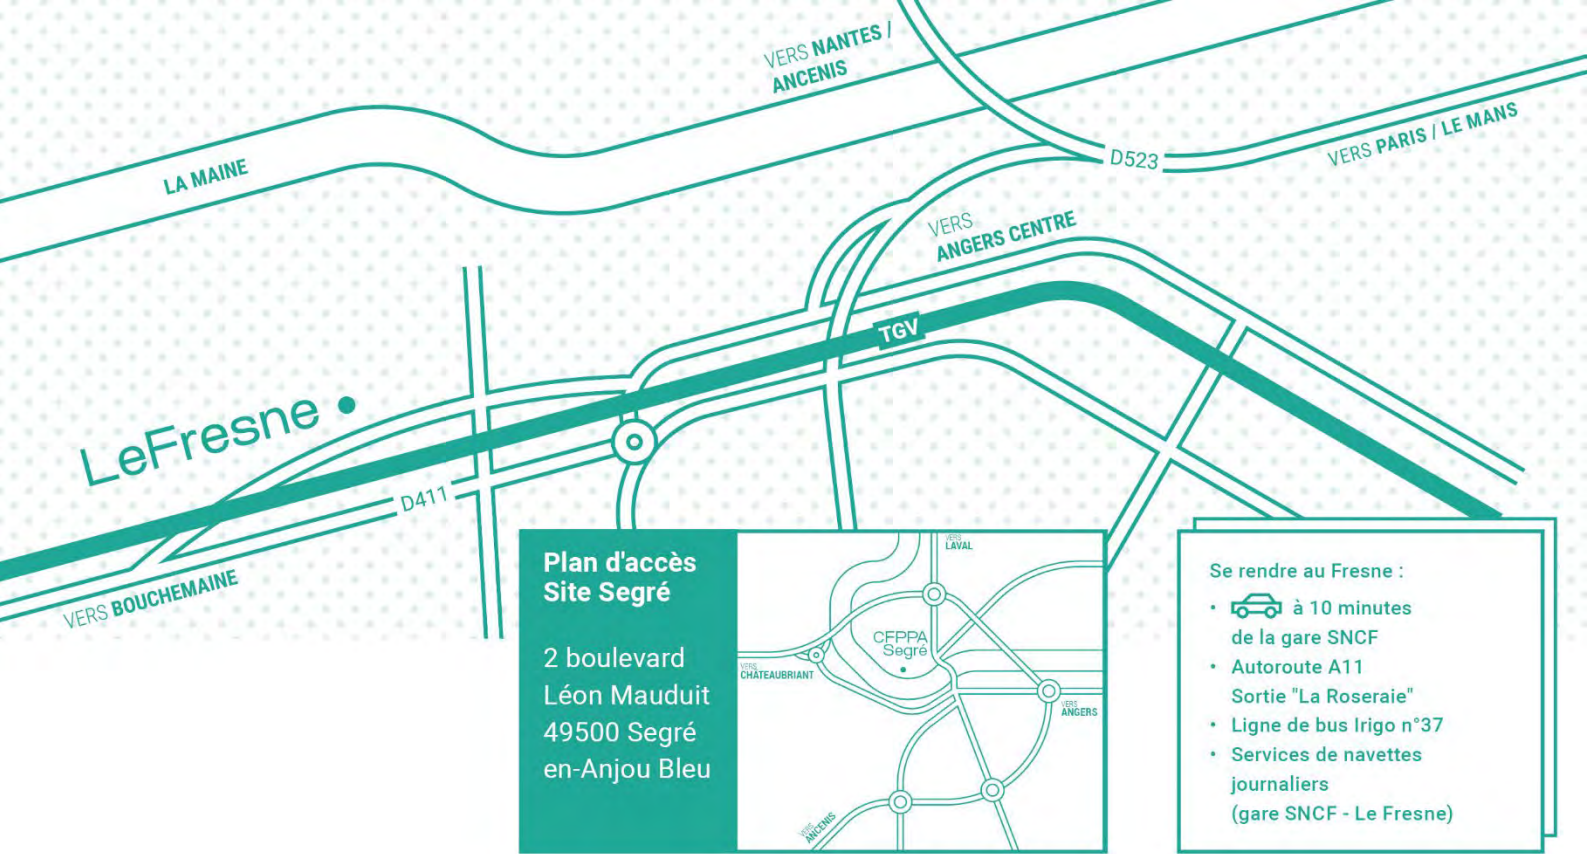 VERS NANTES /
ANCENIS
LA MAINE
D523
VERS PARIS / LE MANS
VERS
ANGERS CENTRE
TGV
LeFresne
D411
VERS BOUCHEMAINE
Plan d'accès
Site Segré
2 boulevard
Léon Mauduit
49500 Segré
en-Anjou Bleu
VERS
LAVAL
CFPPA
Segré
VERS
CHÂTEAUBRIANT
VERS
ANGERS
VERS
ANCENIS
Se rendre au Fresne :
• à 10 minutes
de la gare SNCF
• Autoroute A11
Sortie "La Roseraie"
• Ligne de bus Irigo n°37
• Services de navettes
journaliers
(gare SNCF - Le Fresne)